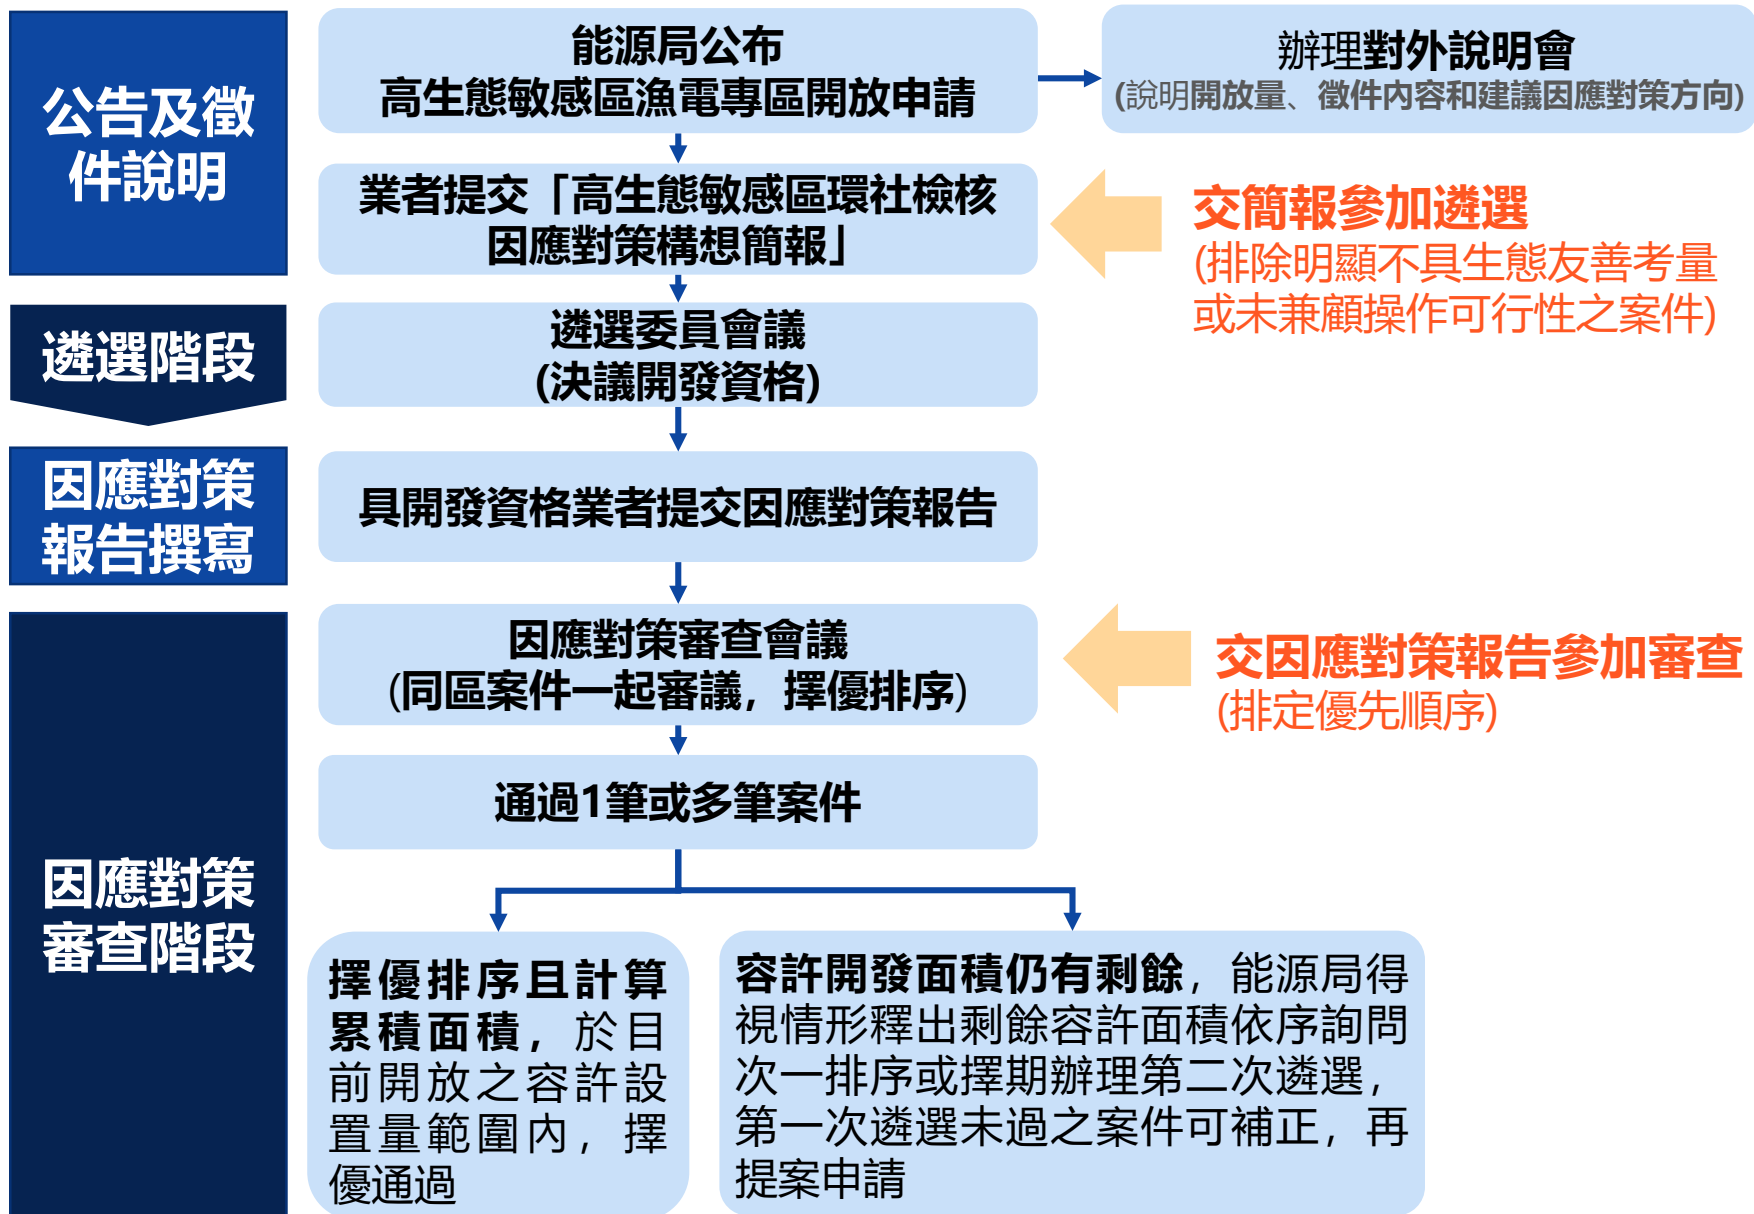 公告及徵
件說明
能源局公布
高生態敏感區漁電專區開放申請
辦理對外說明會
(說明開放量、徵件內容和建議因應對策方向)
業者提交「高生態敏感區環社檢核
因應對策構想簡報」
交簡報參加遴選
(排除明顯不具生態友善考量
或未兼顧操作可行性之案件)
遴選階段
遴選委員會議
(決議開發資格)
因應對策
報告撰寫
具開發資格業者提交因應對策報告
因應對策
審查階段
因應對策審查會議
(同區案件一起審議，擇優排序)
交因應對策報告參加審查
(排定優先順序)
通過1筆或多筆案件
擇優排序且計算
累積面積，於目
前開放之容許設
置量範圍內，擇
優通過
容許開發面積仍有剩餘，能源局得
視情形釋出剩餘容許面積依序詢問
次一排序或擇期辦理第二次遴選，
第一次遴選未過之案件可補正，再
提案申請